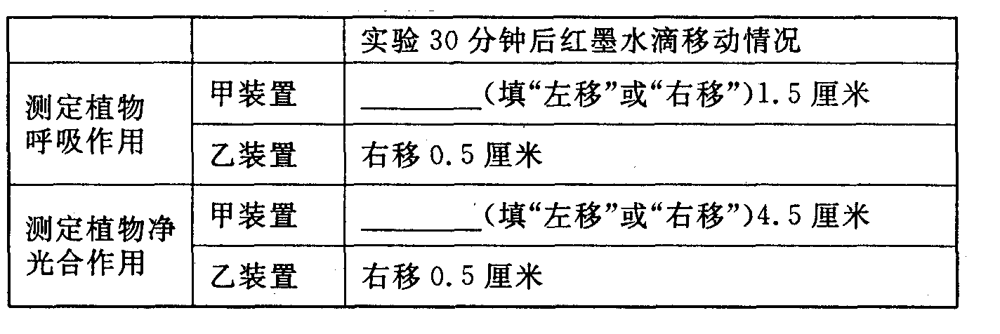 实验30分钟后红墨水滴移动情况
测定植物
呼吸作用
甲装置
______(填“左移”或“右移”)1.5厘米
乙装置
右移0.5厘米
测定植物净
光合作用
甲装置
______(填“左移”或“右移”)4.5厘米
乙装置
右移0.5厘米